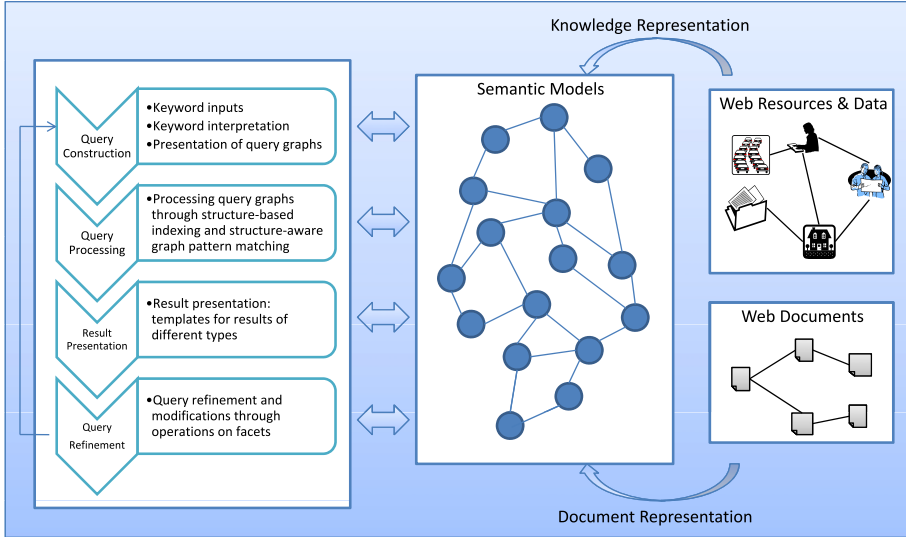 Knowledge Representation
Query
Construction
•Keyword inputs
•Keyword interpretation
•Presentation of query graphs
Query
Processing
•Processing query graphs
through structure-based
indexing and structure-aware
graph pattern matching
Result
Presentation
•Result presentation:
templates for results of
different types
Query
Refinement
•Query refinement and
modifications through
operations on facets
Semantic Models
Web Resources & Data
Web Documents
Document Representation